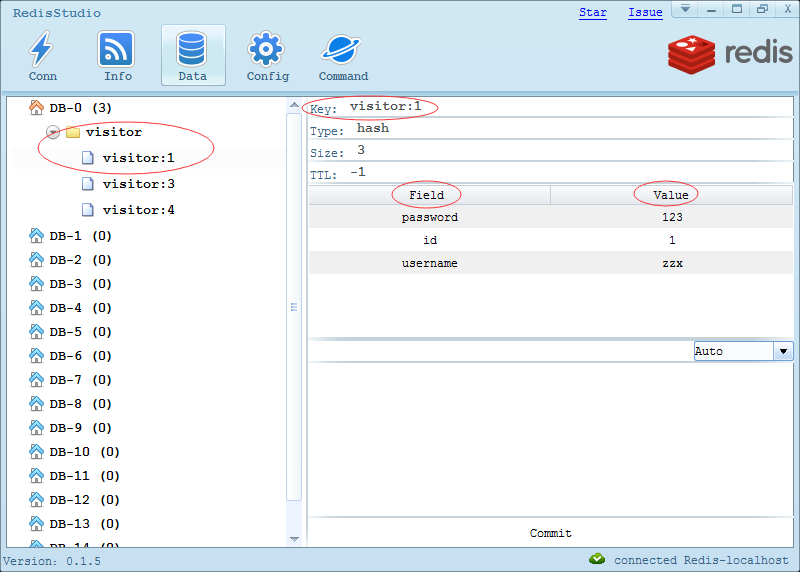 RedisStudio
Star Issue
Conn Info Data Config Command
redis
DB-0 (3)
visitor
visitor:1
visitor:3
visitor:4
DB-1 (0)
DB-2 (0)
DB-3 (0)
DB-4 (0)
DB-5 (0)
DB-6 (0)
DB-7 (0)
DB-8 (0)
DB-9 (0)
DB-10 (0)
DB-11 (0)
DB-12 (0)
DB-13 (0)
DB-14 (0)
Key: visitor:1
Type: hash
Size: 3
TTL: -1
Field Value
password 123
id 1
username zzx
Auto
Commit
Version: 0.1.5
connected Redis-localhost